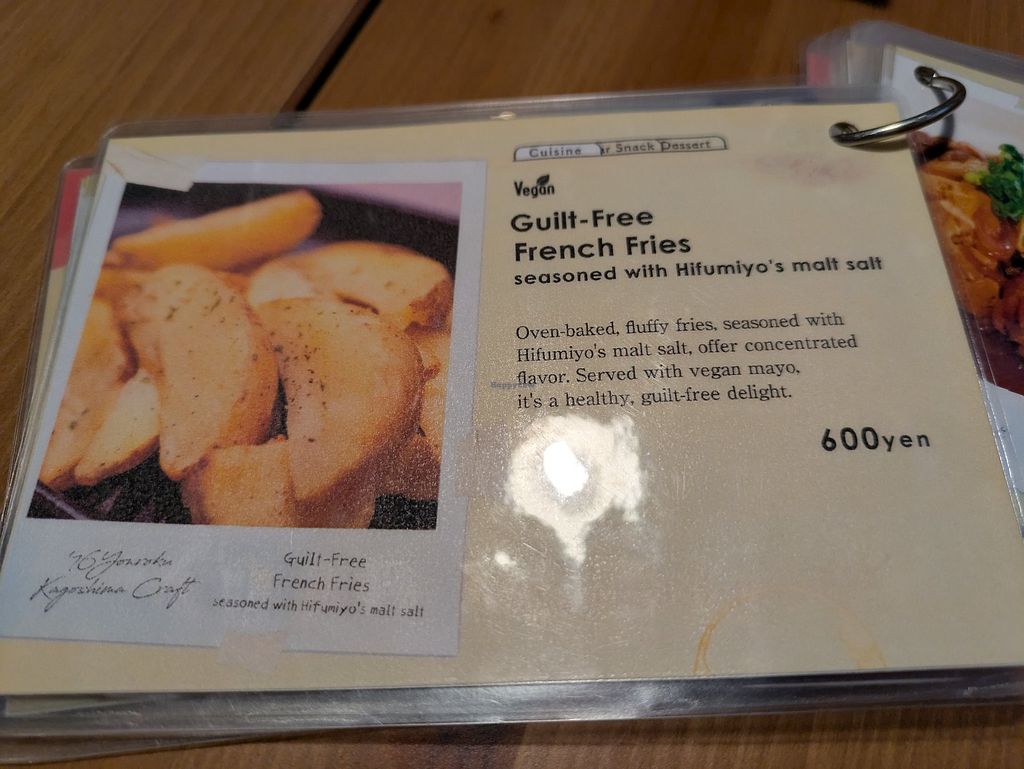 Cuisine r Snack Dessert
Vegan
Guilt-Free
French Fries
seasoned with Hifumiyo's malt salt
Oven-baked, fluffy fries, seasoned with
Hifumiyo's malt salt, offer concentrated
flavor. Served with vegan mayo,
it's a healthy, guilt-free delight.
600yen
Kagoshima Craft
Guilt-Free
French Fries
seasoned with Hifumiyo's malt salt